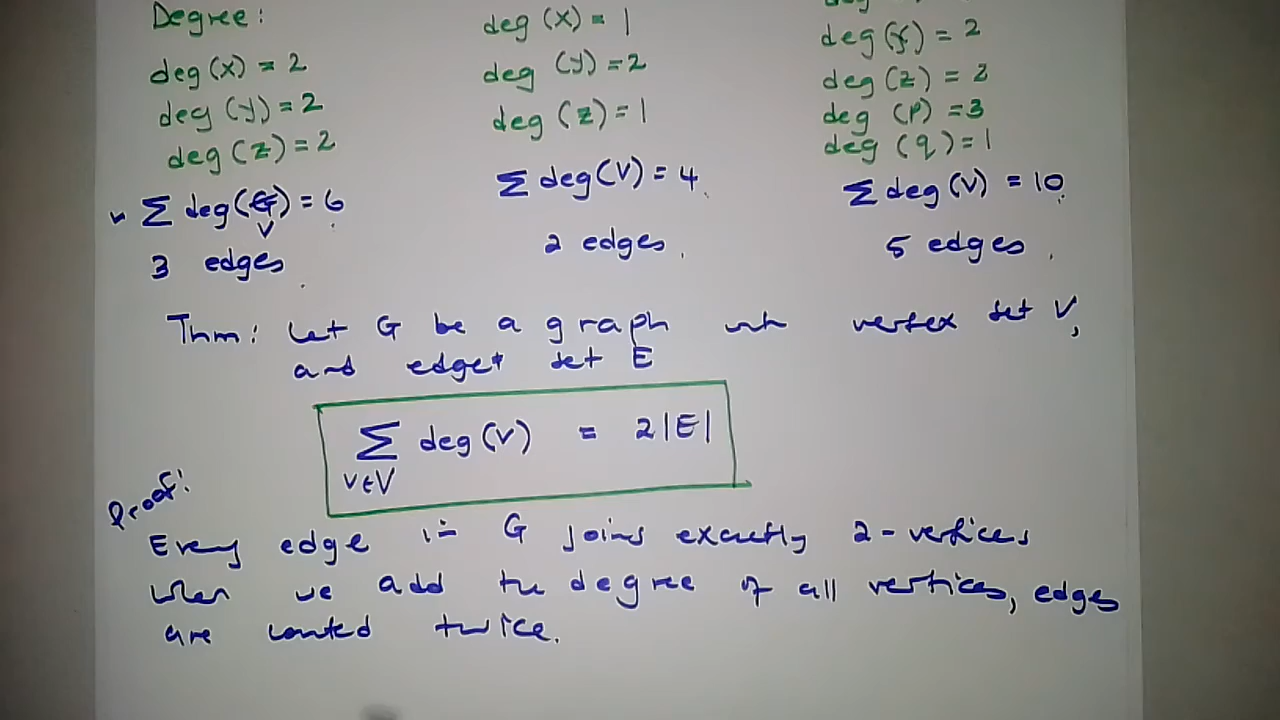 Degree:
deg(x) = 2
deg(y) = 2
deg(z) = 2
Σ deg(V) = 6
3 edges
deg(x) = 1
deg(y) = 2
deg(z) = 1
Σ deg(V) = 4
2 edges
deg
deg(y) = 2
deg(z) = 2
deg(p) = 3
deg(q) = 1
Σ deg(V) = 10
5 edges
Thm: Let G be a graph with vertex set V,
and edge set E
Σ deg(V) = 2|E|
V∈V
Proof:
Every edge in G joins exactly 2-vertices
when we add the degree of all vertices, edges
are counted twice.